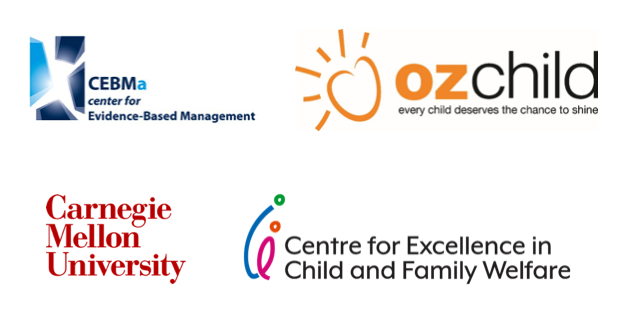 CEBMa
center for
Evidence-Based Management
ozchild
every child deserves the chance to shine
Carnegie
Mellon
University
Centre for Excellence in
Child and Family Welfare